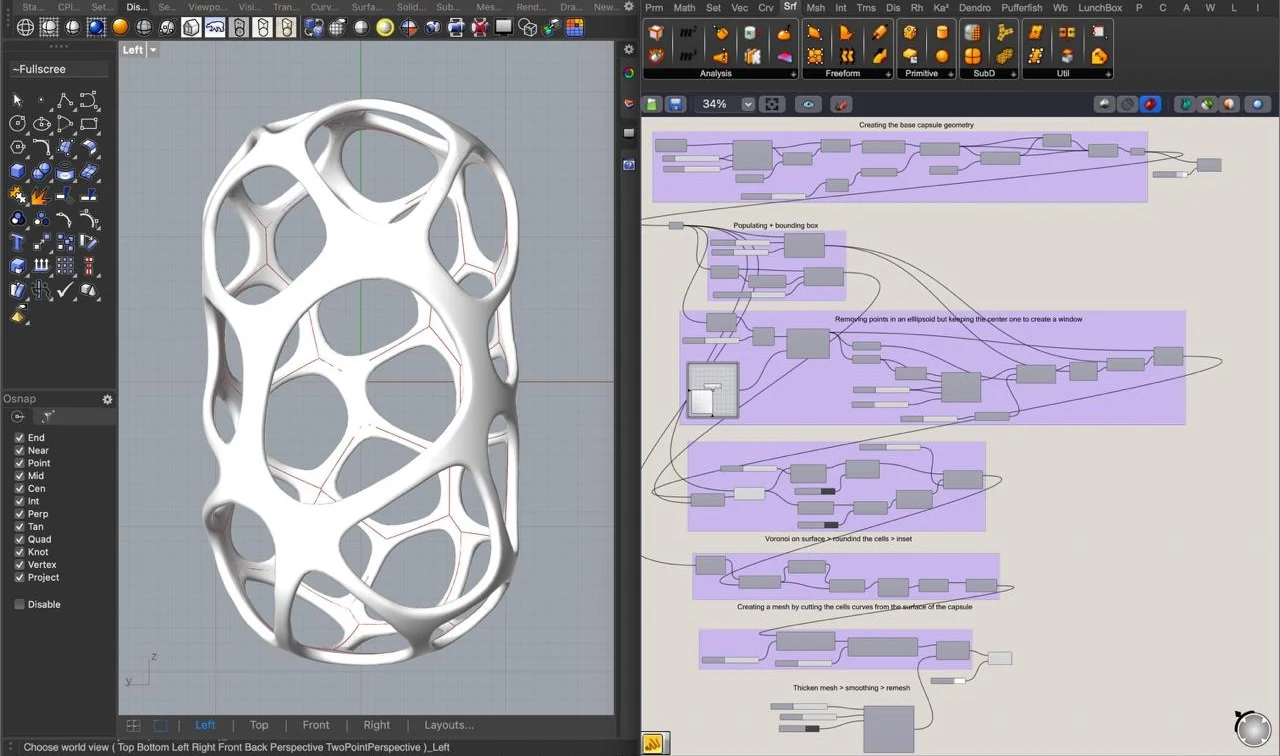 Sta...
CPl...
Set...
Dis...
Se...
Viewpo...
Visi...
Tran...
Curv...
Surfa...
Solid...
Sub...
Mes...
Rend...
Dra...
New...
~Fullscree
Left
Osnap
End
Near
Point
Mid
Cen
Int
Perp
Tan
Quad
Knot
Vertex
Project
Disable
z
y
Left Top Front Right Layouts...
Choose world view ( Top Bottom Left Right Front Back Perspective TwoPointPerspective )_Left
Prm Math Set Vec Crv Srf Msh Int Trns Dis Rh Ka² Dendro Pufferfish Wb LunchBox P C A W L I
m²
m³
Analysis
Freeform
Primitive
SubD
Util
34%
Creating the base capsule geometry
Populating + bounding box
Removing points in an elllipsoid but keeping the center one to create a window
Voronoi on surface > roundind the cells > inset
Creating a mesh by cutting the cells curves from the surface of the capsule
Thicken mesh > smoothing > remesh